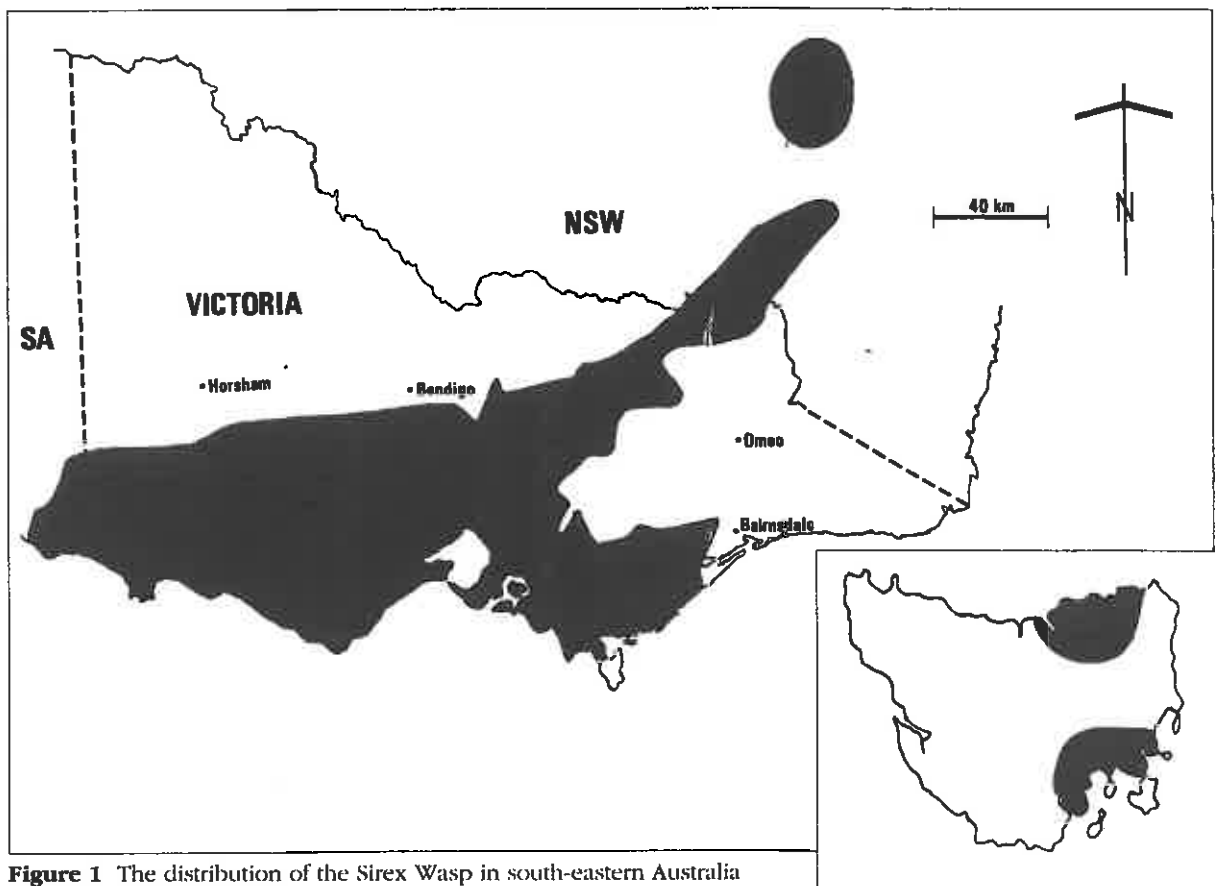 NSW
40 km
N
VICTORIA
SA
Horsham
Bendigo
Omeo
Bairnsdale
Figure 1 The distribution of the Sirex Wasp in south-eastern Australia